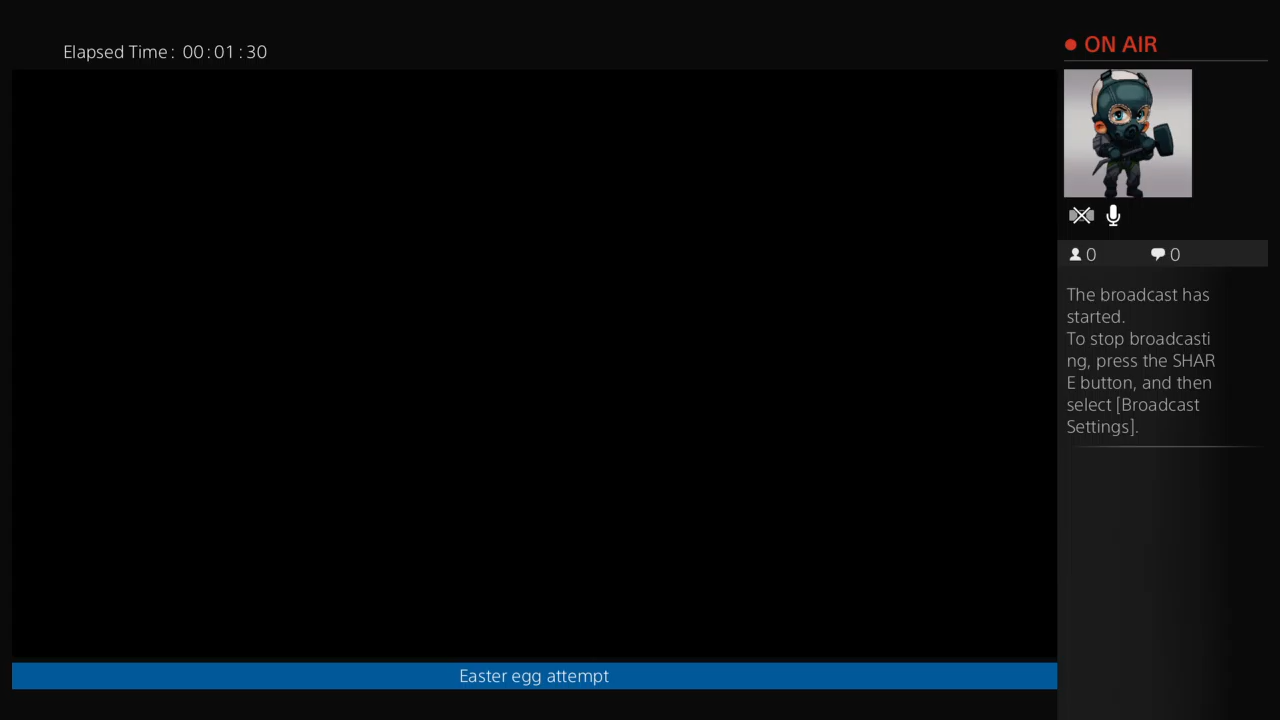 Elapsed Time: 00:01:30
ON AIR
0 0
The broadcast has
started.
To stop broadcasti
ng, press the SHAR
E button, and then
select [Broadcast
Settings].
Easter egg attempt